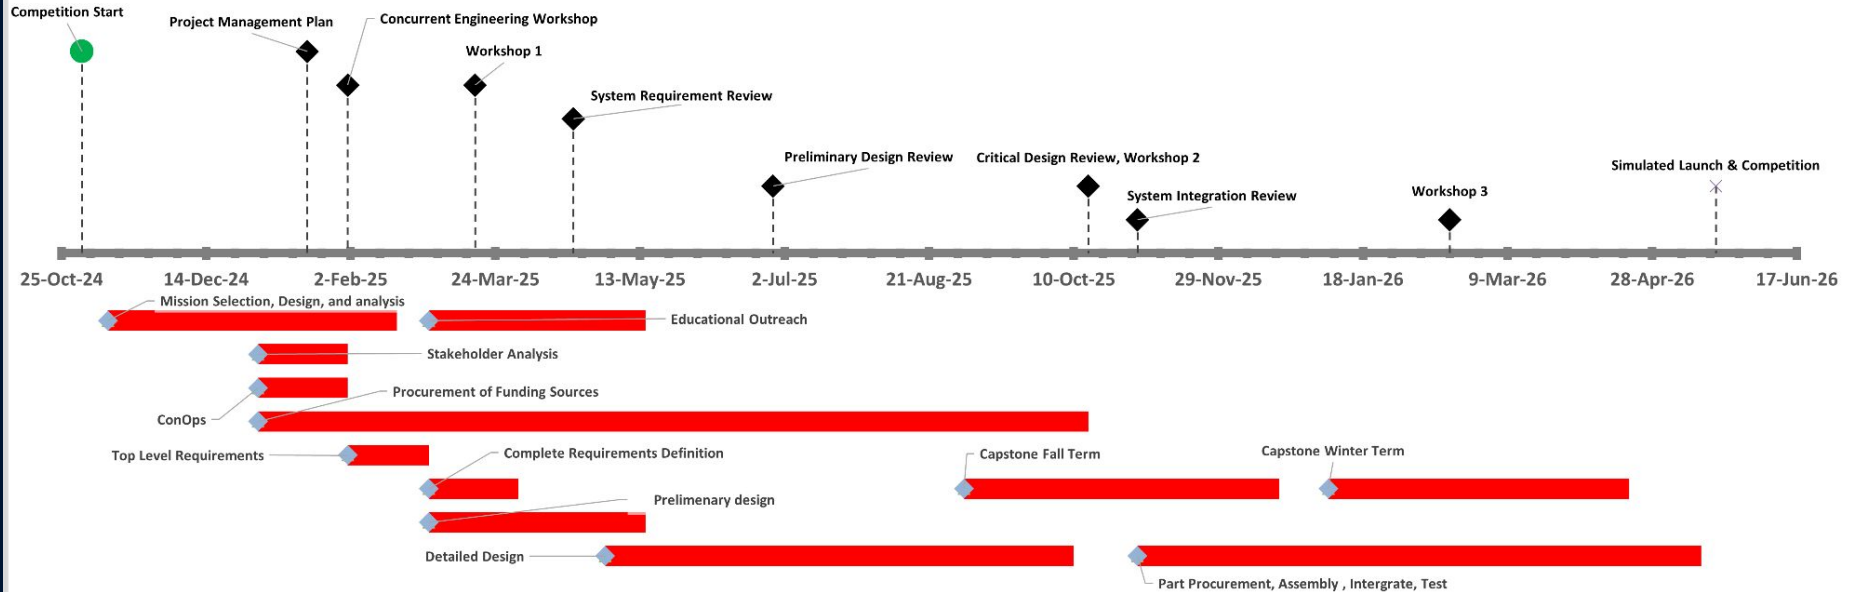 Competition Start
Project Management Plan
Concurrent Engineering Workshop
Workshop 1
System Requirement Review
Preliminary Design Review
Critical Design Review, Workshop 2
System Integration Review
Workshop 3
Simulated Launch & Competition
25-Oct-24
14-Dec-24
2-Feb-25
24-Mar-25
13-May-25
2-Jul-25
21-Aug-25
10-Oct-25
29-Nov-25
18-Jan-26
9-Mar-26
28-Apr-26
17-Jun-26
Mission Selection, Design, and analysis
Educational Outreach
Stakeholder Analysis
Procurement of Funding Sources
ConOps
Top Level Requirements
Complete Requirements Definition
Capstone Fall Term
Capstone Winter Term
Prelimenary design
Detailed Design
Part Procurement, Assembly , Intergrate, Test